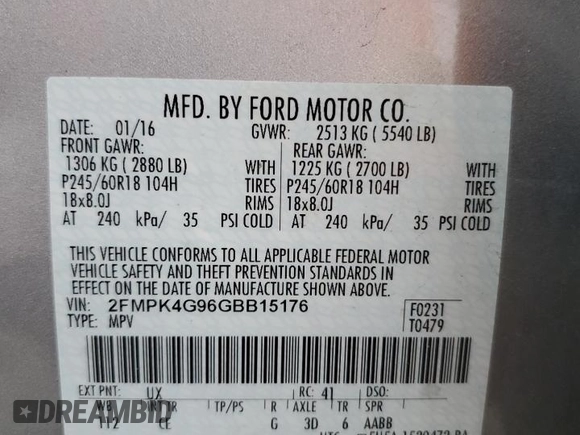 MFD. BY FORD MOTOR CO.
DATE: 01/16 GVWR: 2513 KG ( 5540 LB)
FRONT GAWR: REAR GAWR:
1306 KG ( 2880 LB) WITH 1225 KG ( 2700 LB) WITH
P245/60R18 104H TIRES P245/60R18 104H TIRES
18x8.0J RIMS 18x8.0J RIMS
AT 240 kPa/ 35 PSI COLD AT 240 kPa/ 35 PSI COLD
THIS VEHICLE CONFORMS TO ALL APPLICABLE FEDERAL MOTOR
VEHICLE SAFETY AND THEFT PREVENTION STANDARDS IN
EFFECT ON THE DATE OF MANUFACTURE SHOWN ABOVE.
VIN: 2FMPK4G96GBB15176 F0231
TYPE: MPV T0479
EXT PNT: UX RC: 41 DSO:
WB TR TP/PS R AXLE TR SPR
112 CE G 3D 6 AABB
DREAMBID